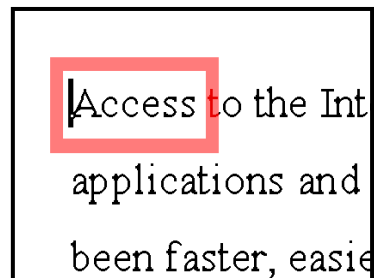 Access to the Int
applications and
been faster, easie